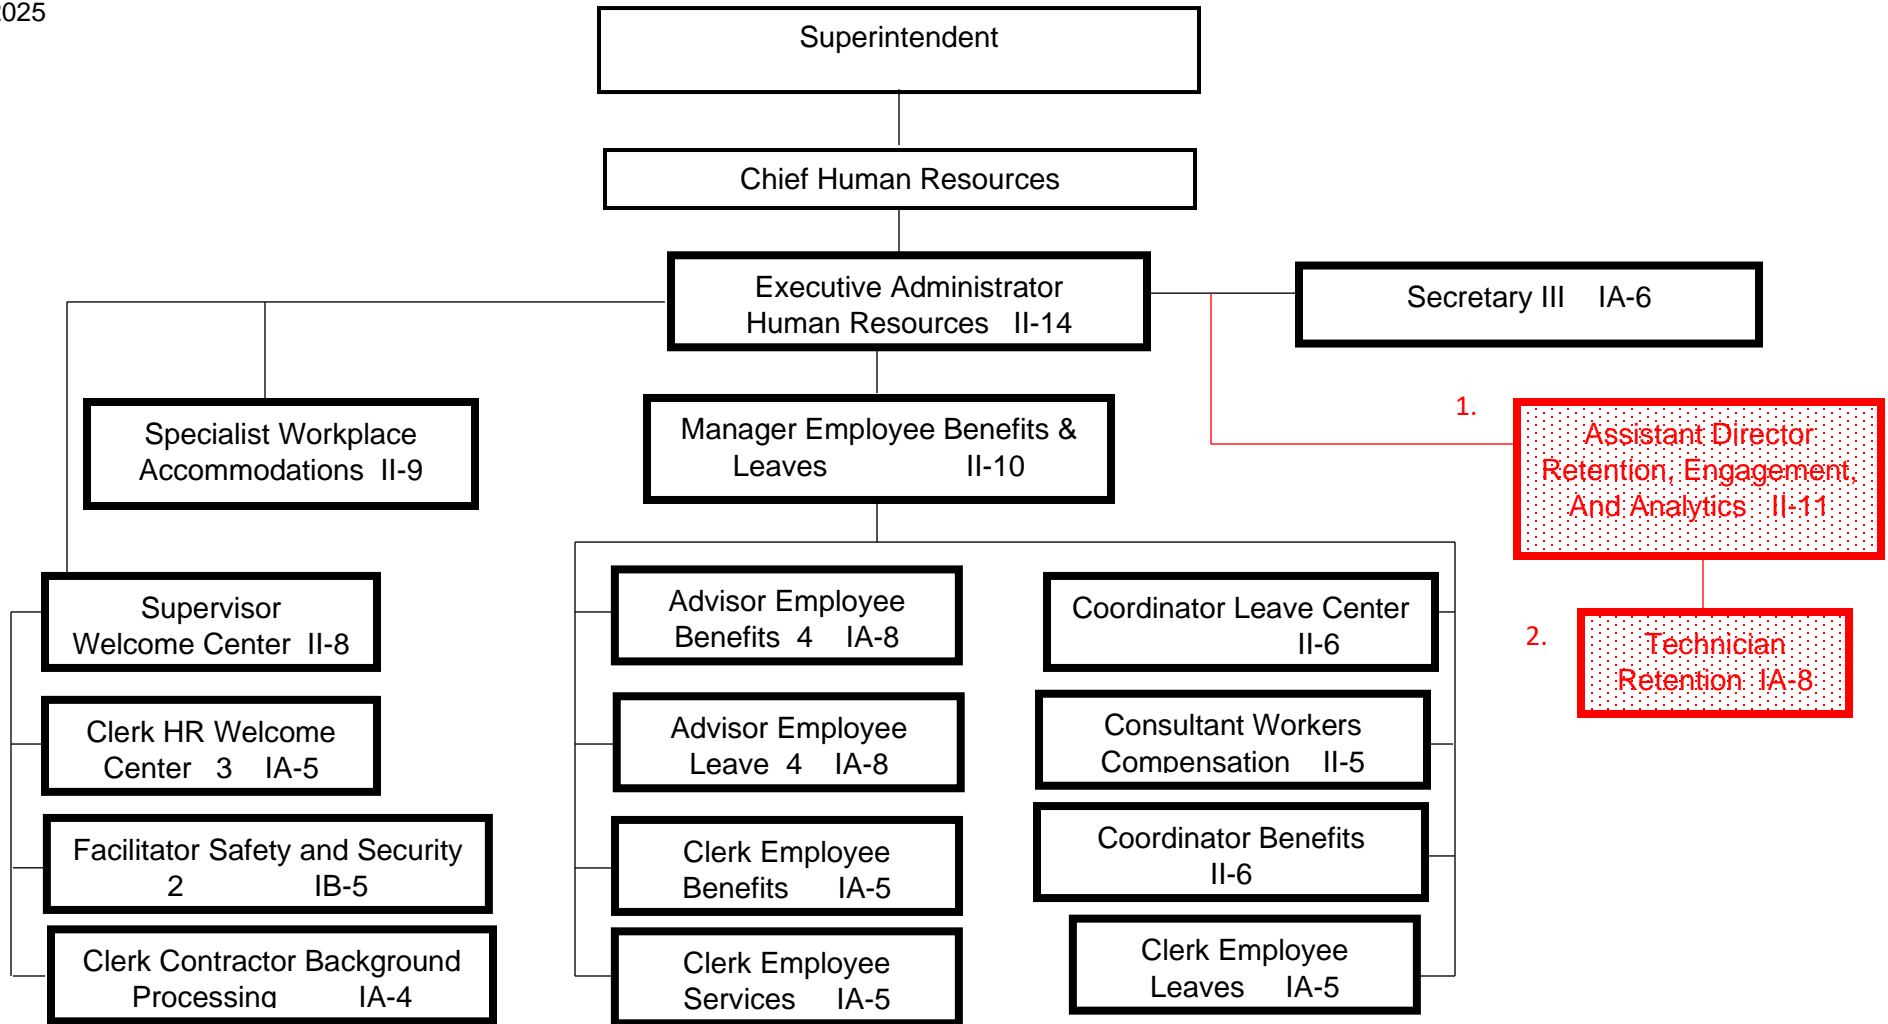 2025
Superintendent
Chief Human Resources
Executive Administrator
Human Resources II-14
Secretary III IA-6
Specialist Workplace
Accommodations II-9
Manager Employee Benefits &
Leaves II-10
1.
Assistant Director
Retention, Engagement,
And Analytics II-11
Supervisor
Welcome Center II-8
Advisor Employee
Benefits 4 IA-8
Coordinator Leave Center
II-6
2.
Technician
Retention IA-8
Clerk HR Welcome
Center 3 IA-5
Advisor Employee
Leave 4 IA-8
Consultant Workers
Compensation II-5
Facilitator Safety and Security
2 IB-5
Clerk Employee
Benefits IA-5
Coordinator Benefits
II-6
Clerk Contractor Background
Processing IA-4
Clerk Employee
Services IA-5
Clerk Employee
Leaves IA-5